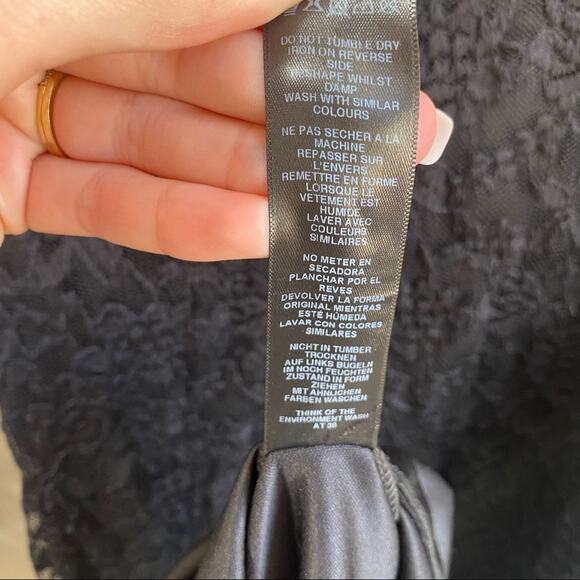 DO NOT TUMBLE DRY
IRON ON REVERSE
SIDE
RESHAPE WHILST
DAMP
WASH WITH SIMILAR
COLOURS
NE PAS SECHER A LA
MACHINE
REPASSER SUR
L'ENVERS
REMETTRE EN FORME
LORSQUE LE
VETEMENT EST
HUMIDE
LAVER AVEC
COULEURS
SIMILAIRES
NO METER EN
SECADORA
PLANCHAR POR EL
REVES
DEVOLVER LA FORMA
ORIGINAL MIENTRAS
ESTÉ HÚMEDA
LAVAR CON COLORES
SIMILARES
NICHT IN TUMBER
TROCKNEN
AUF LINKS BÜGELN
IM NOCH FEUCHTEN
ZUSTAND IN FORM
ZIEHEN
MIT ÄHNLICHEN
FARBEN WASCHEN
THINK OF THE
ENVIRONMENT WASH
AT 30